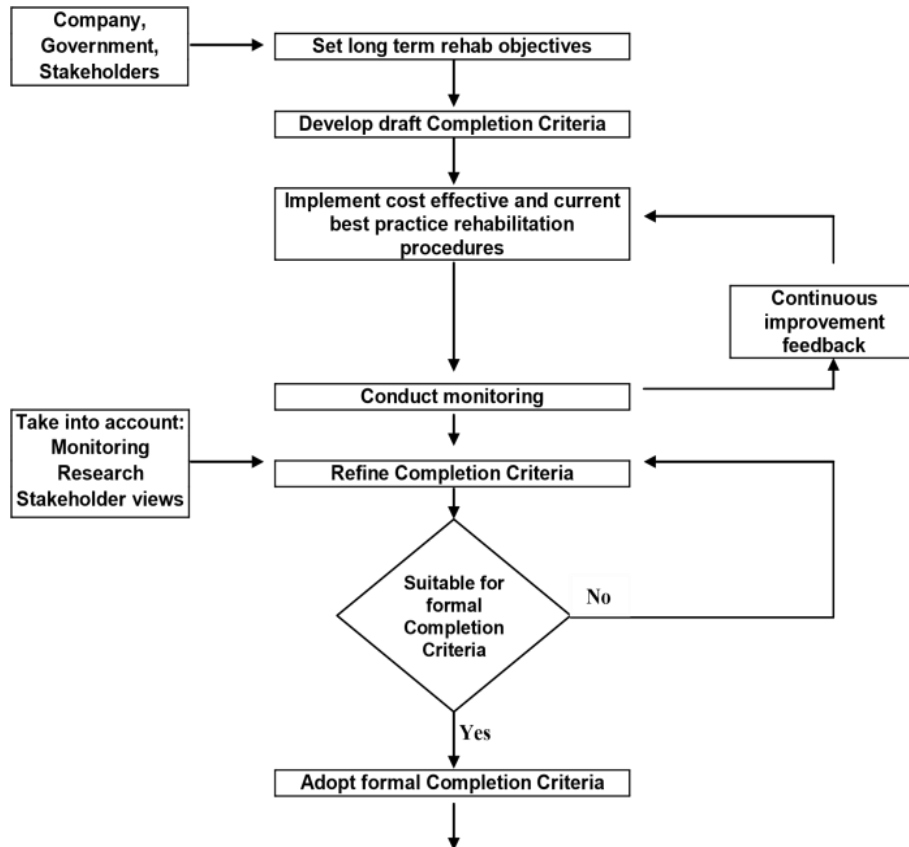 Company,
Government,
Stakeholders
Set long term rehab objectives
Develop draft Completion Criteria
Implement cost effective and current
best practice rehabilitation
procedures
Continuous
improvement
feedback
Conduct monitoring
Take into account:
Monitoring
Research
Stakeholder views
Refine Completion Criteria
Suitable for
formal
Completion
Criteria
No
Yes
Adopt formal Completion Criteria